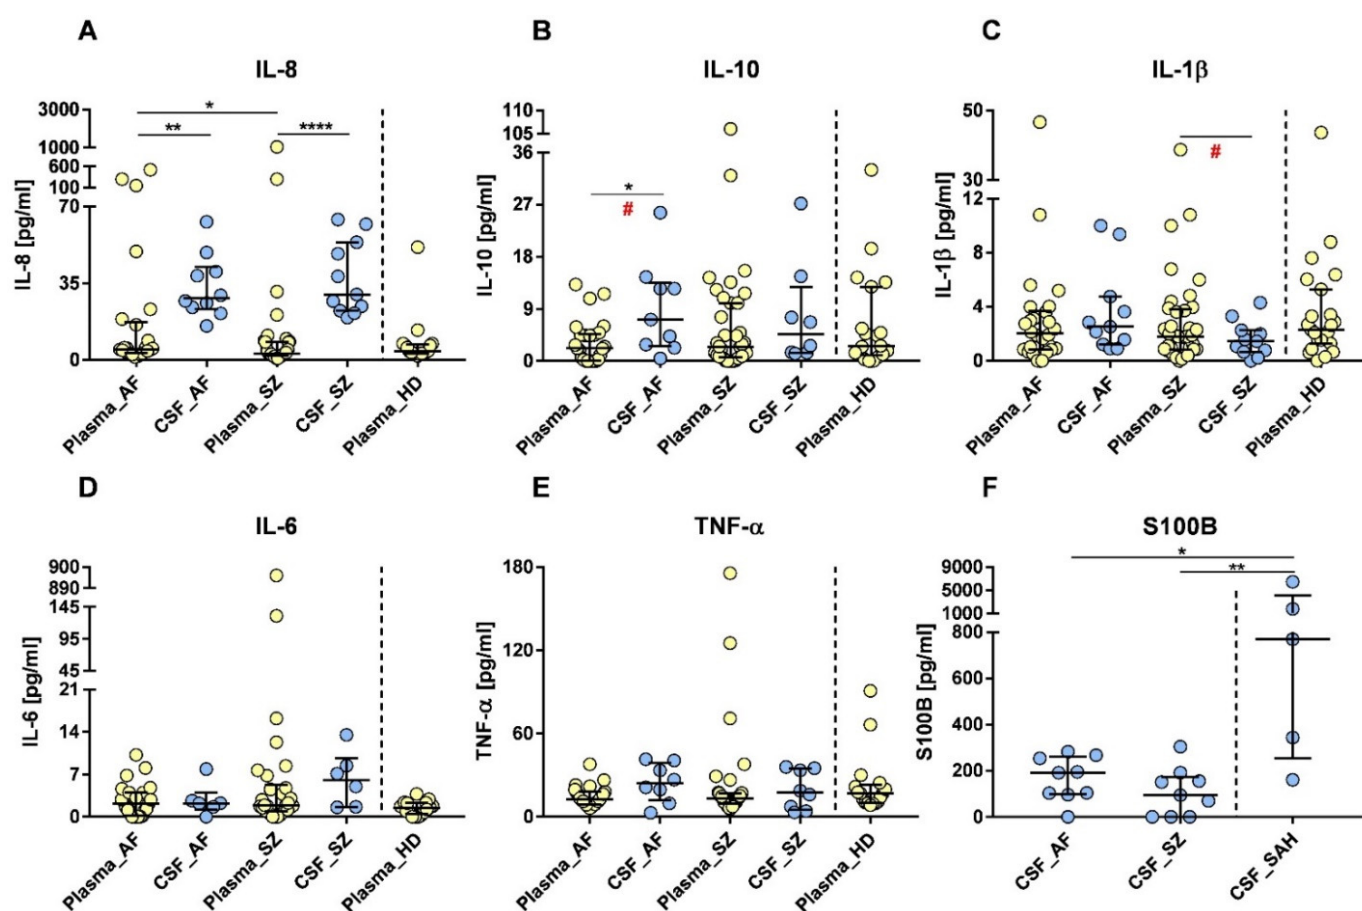 A
IL-8
IL-8 [pg/ml]
3000
1000
600
100
70
35
0
*
**
****
Plasma_AF
CSF_AF
Plasma_SZ
CSF_SZ
Plasma_HD
B
IL-10
IL-10 [pg/ml]
110
105
36
27
18
9
0
*
#
Plasma_AF
CSF_AF
Plasma_SZ
CSF_SZ
Plasma_HD
C
IL-1β
IL-1β [pg/ml]
50
30
12
8
4
0
#
Plasma_AF
CSF_AF
Plasma_SZ
CSF_SZ
Plasma_HD
D
IL-6
IL-6 [pg/ml]
900
890
145
95
45
21
14
7
0
Plasma_AF
CSF_AF
Plasma_SZ
CSF_SZ
Plasma_HD
E
TNF-α
TNF-α [pg/ml]
180
120
60
0
Plasma_AF
CSF_AF
Plasma_SZ
CSF_SZ
Plasma_HD
F
S100B
S100B [pg/ml]
9000
5000
1000
800
600
400
200
0
*
**
CSF_AF
CSF_SZ
CSF_SAH